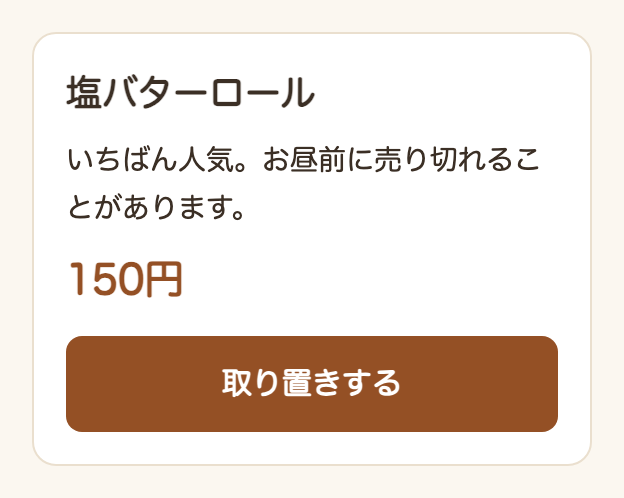 塩バターロール
いちばん人気。お昼前に売り切れるこ
とがあります。
150円
取り置きする